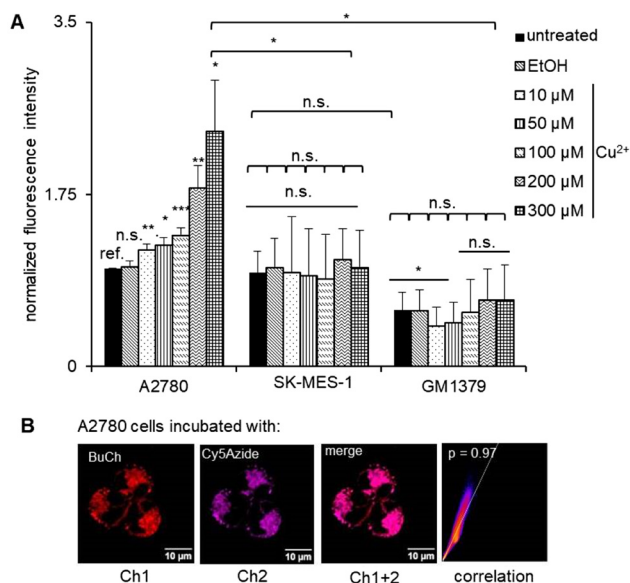 A
3.5
1.75
0
normalized fluorescence intensity
*
*
*
n.s.
ref.
n.s.
**
*
***
**
n.s.
n.s.
*
n.s.
n.s.
untreated
EtOH
10 µM
50 µM
100 µM
200 µM
300 µM
Cu²⁺
A2780
SK-MES-1
GM1379
B
A2780 cells incubated with:
BuCh
Cy5Azide
merge
p = 0.97
10 µm
10 µm
10 µm
Ch1
Ch2
Ch1+2
correlation